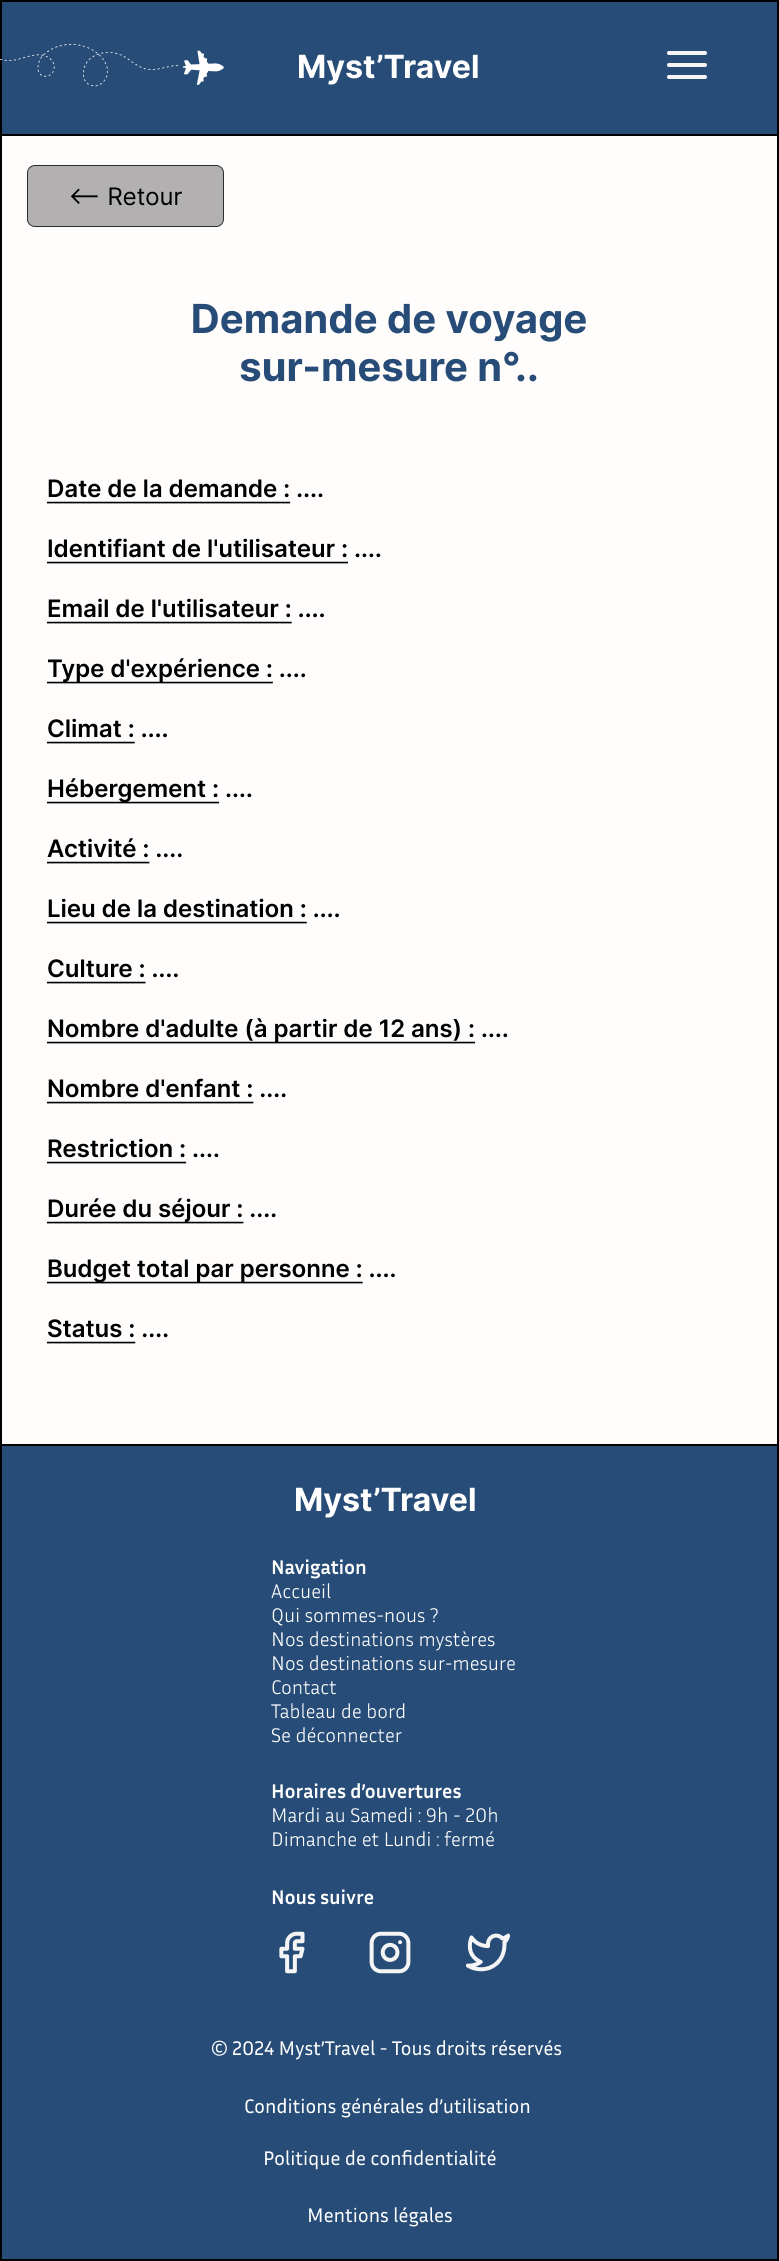 Myst’Travel
← Retour
Demande de voyage
sur-mesure n°..
Date de la demande : ....
Identifiant de l'utilisateur : ....
Email de l'utilisateur : ....
Type d'expérience : ....
Climat : ....
Hébergement : ....
Activité : ....
Lieu de la destination : ....
Culture : ....
Nombre d'adulte (à partir de 12 ans) : ....
Nombre d'enfant : ....
Restriction : ....
Durée du séjour : ....
Budget total par personne : ....
Status : ....
Myst’Travel
Navigation
Accueil
Qui sommes-nous ?
Nos destinations mystères
Nos destinations sur-mesure
Contact
Tableau de bord
Se déconnecter
Horaires d’ouvertures
Mardi au Samedi : 9h - 20h
Dimanche et Lundi : fermé
Nous suivre
© 2024 Myst’Travel - Tous droits réservés
Conditions générales d’utilisation
Politique de confidentialité
Mentions légales